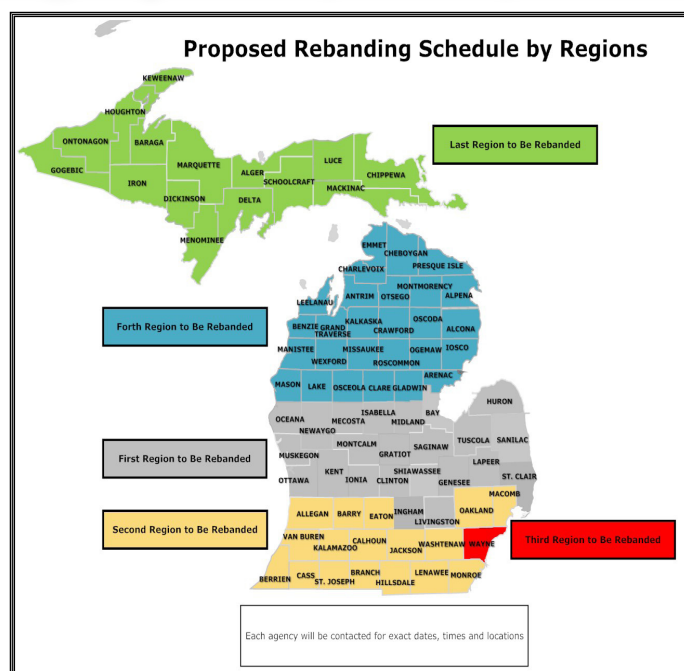 Proposed Rebanding Schedule by Regions
KEWEENAW
HOUGHTON
ONTONAGON
BARAGA
GOGEBIC
MARQUETTE
IRON
DICKINSON
MENOMINEE
ALGER
DELTA
SCHOOLCRAFT
LUCE
MACKINAC
CHIPPEWA
Last Region to Be Rebanded
EMMET
CHEBOYGAN
PRESQUE ISLE
CHARLEVOIX
LEELANAU
ANTRIM
OTSEGO
MONTMORENCY
ALPENA
Forth Region to Be Rebanded
BENZIE
GRAND
TRAVERSE
KALKASKA
CRAWFORD
OSCODA
ALCONA
MANISTEE
WEXFORD
MISSAUKEE
ROSCOMMON
OGEMAW
IOSCO
MASON
LAKE
OSCEOLA
CLARE
GLADWIN
ARENAC
HURON
OCEANA
NEWAYGO
MECOSTA
ISABELLA
MIDLAND
BAY
First Region to Be Rebanded
MUSKEGON
MONTCALM
GRATIOT
SAGINAW
TUSCOLA
SANILAC
OTTAWA
KENT
IONIA
CLINTON
SHIAWASSEE
GENESEE
LAPEER
ST. CLAIR
Second Region to Be Rebanded
ALLEGAN
BARRY
EATON
INGHAM
LIVINGSTON
OAKLAND
MACOMB
VAN BUREN
KALAMAZOO
CALHOUN
JACKSON
WASHTENAW
WAYNE
Third Region to Be Rebanded
BERRIEN
CASS
ST. JOSEPH
BRANCH
HILLSDALE
LENAWEE
MONROE
Each agency will be contacted for exact dates, times and locations